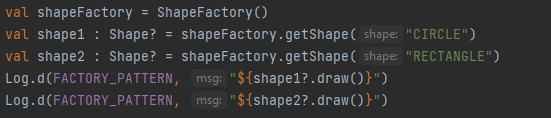 val shapeFactory = ShapeFactory()
val shape1 : Shape? = shapeFactory.getShape( shape: "CIRCLE")
val shape2 : Shape? = shapeFactory.getShape( shape: "RECTANGLE")
Log.d(FACTORY_PATTERN, msg: "${shape1?.draw()}")
Log.d(FACTORY_PATTERN, msg: "${shape2?.draw()}")